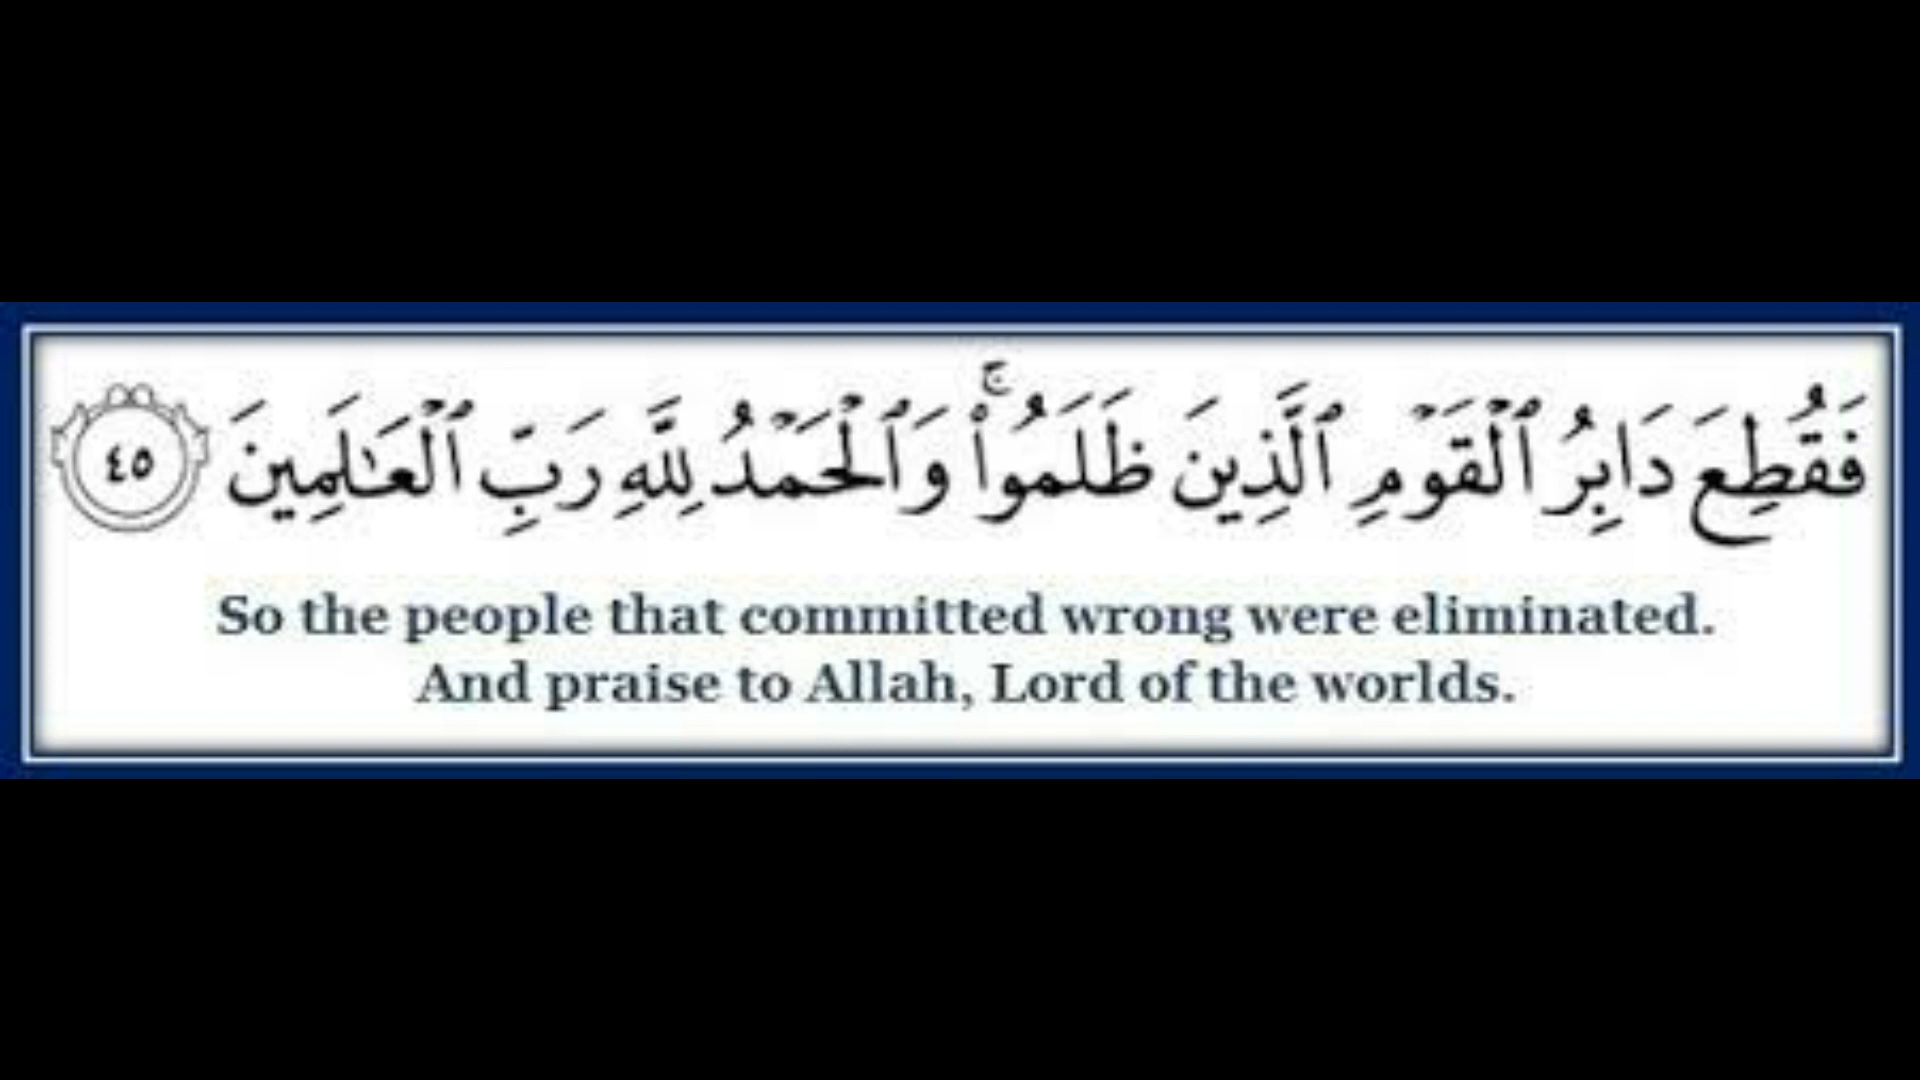 فَقُطِعَ دَابِرُ ٱلْقَوْمِ ٱلَّذِينَ ظَلَمُوا۟ ۚ وَٱلْحَمْدُ لِلَّهِ رَبِّ ٱلْعَـٰلَمِينَ ٤٥
So the people that committed wrong were eliminated.
And praise to Allah, Lord of the worlds.